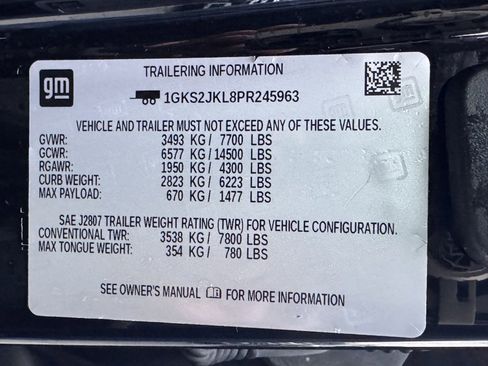 gm
TRAILERING INFORMATION
1GKS2JKL8PR245963
VEHICLE AND TRAILER MUST NOT EXCEED ANY OF THESE VALUES.
GVWR: 3493 KG / 7700 LBS
GCWR: 6577 KG / 14500 LBS
RGAWR: 1950 KG / 4300 LBS
CURB WEIGHT: 2823 KG / 6223 LBS
MAX PAYLOAD: 670 KG / 1477 LBS
SAE J2807 TRAILER WEIGHT RATING (TWR) FOR VEHICLE CONFIGURATION.
CONVENTIONAL TWR: 3538 KG / 7800 LBS
MAX TONGUE WEIGHT: 354 KG / 780 LBS
SEE OWNER'S MANUAL FOR MORE INFORMATION